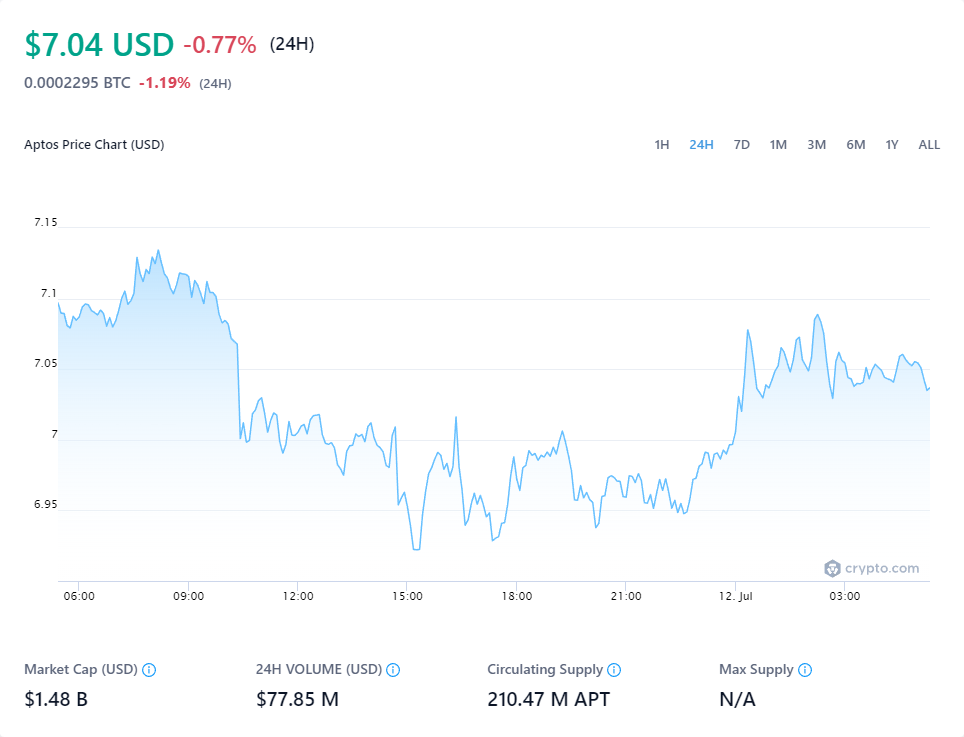 $7.04 USD -0.77% (24H)
0.0002295 BTC -1.19% (24H)
Aptos Price Chart (USD) 1H 24H 7D 1M 3M 6M 1Y ALL
7.15
7.1
7.05
7
6.95
crypto.com
06:00 09:00 12:00 15:00 18:00 21:00 12. Jul 03:00
Market Cap (USD) 24H VOLUME (USD) Circulating Supply Max Supply
$1.48 B $77.85 M 210.47 M APT N/A